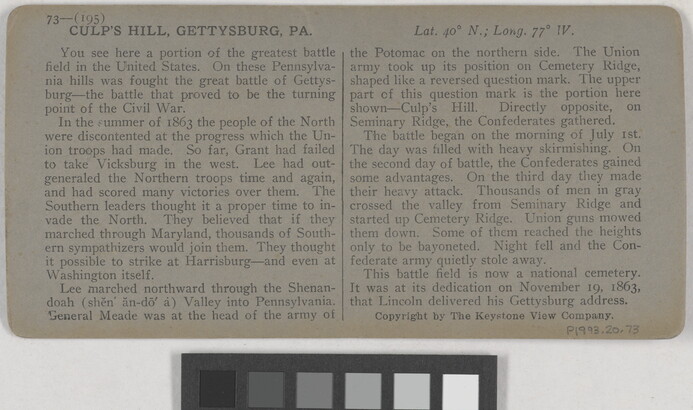 73—(195)
CULP'S HILL, GETTYSBURG, PA.
Lat. 40° N.; Long. 77° W.
You see here a portion of the greatest battle
field in the United States. On these Pennsylva-
nia hills was fought the great battle of Gettys-
burg—the battle that proved to be the turning
point of the Civil War.
In the summer of 1863 the people of the North
were discontented at the progress which the Un-
ion troops had made. So far, Grant had failed
to take Vicksburg in the west. Lee had out-
generaled the Northern troops time and again,
and had scored many victories over them. The
Southern leaders thought it a proper time to in-
vade the North. They believed that if they
marched through Maryland, thousands of South-
ern sympathizers would join them. They thought
it possible to strike at Harrisburg—and even at
Washington itself.
Lee marched northward through the Shenan-
doah (shĕn' ăn-dō' á) Valley into Pennsylvania.
General Meade was at the head of the army of
the Potomac on the northern side. The Union
army took up its position on Cemetery Ridge,
shaped like a reversed question mark. The upper
part of this question mark is the portion here
shown—Culp's Hill. Directly opposite, on
Seminary Ridge, the Confederates gathered.
The battle began on the morning of July 1st.
The day was filled with heavy skirmishing. On
the second day of battle, the Confederates gained
some advantages. On the third day they made
their heavy attack. Thousands of men in gray
crossed the valley from Seminary Ridge and
started up Cemetery Ridge. Union guns mowed
them down. Some of them reached the heights
only to be bayoneted. Night fell and the Con-
federate army quietly stole away.
This battle field is now a national cemetery.
It was at its dedication on November 19, 1863,
that Lincoln delivered his Gettysburg address.
Copyright by The Keystone View Company.
P1993.20.73